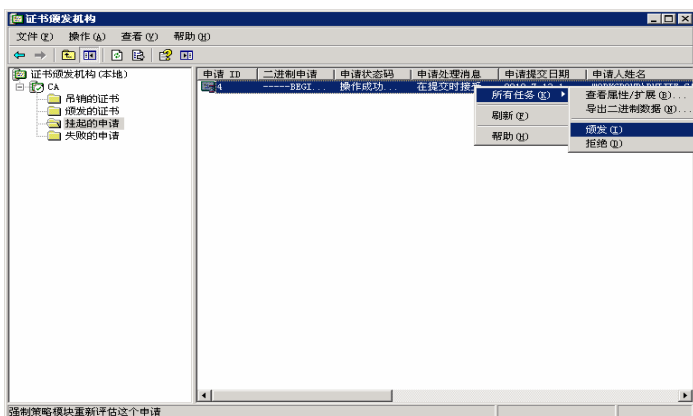 证书颁发机构
文件(F) 操作(A) 查看(V) 帮助(H)
证书颁发机构(本地)
CA
吊销的证书
颁发的证书
挂起的申请
失败的申请
申请 ID 二进制申请 申请状态码 申请处理消息 申请提交日期 申请人姓名
4 -----BEGI... 操作成功... 在提交时接
所有任务(K)
刷新(F)
帮助(H)
查看属性/扩展(E)...
导出二进制数据(N)...
颁发(I)
拒绝(D)
强制策略模块重新评估这个申请